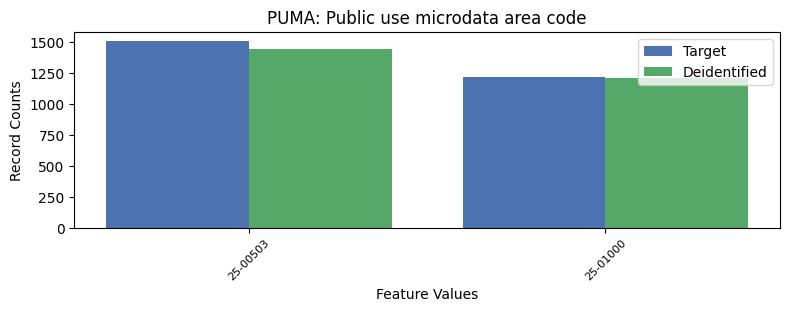 PUMA: Public use microdata area code
Record Counts
1500
1250
1000
750
500
250
0
Target
Deidentified
25-00503
25-01000
Feature Values